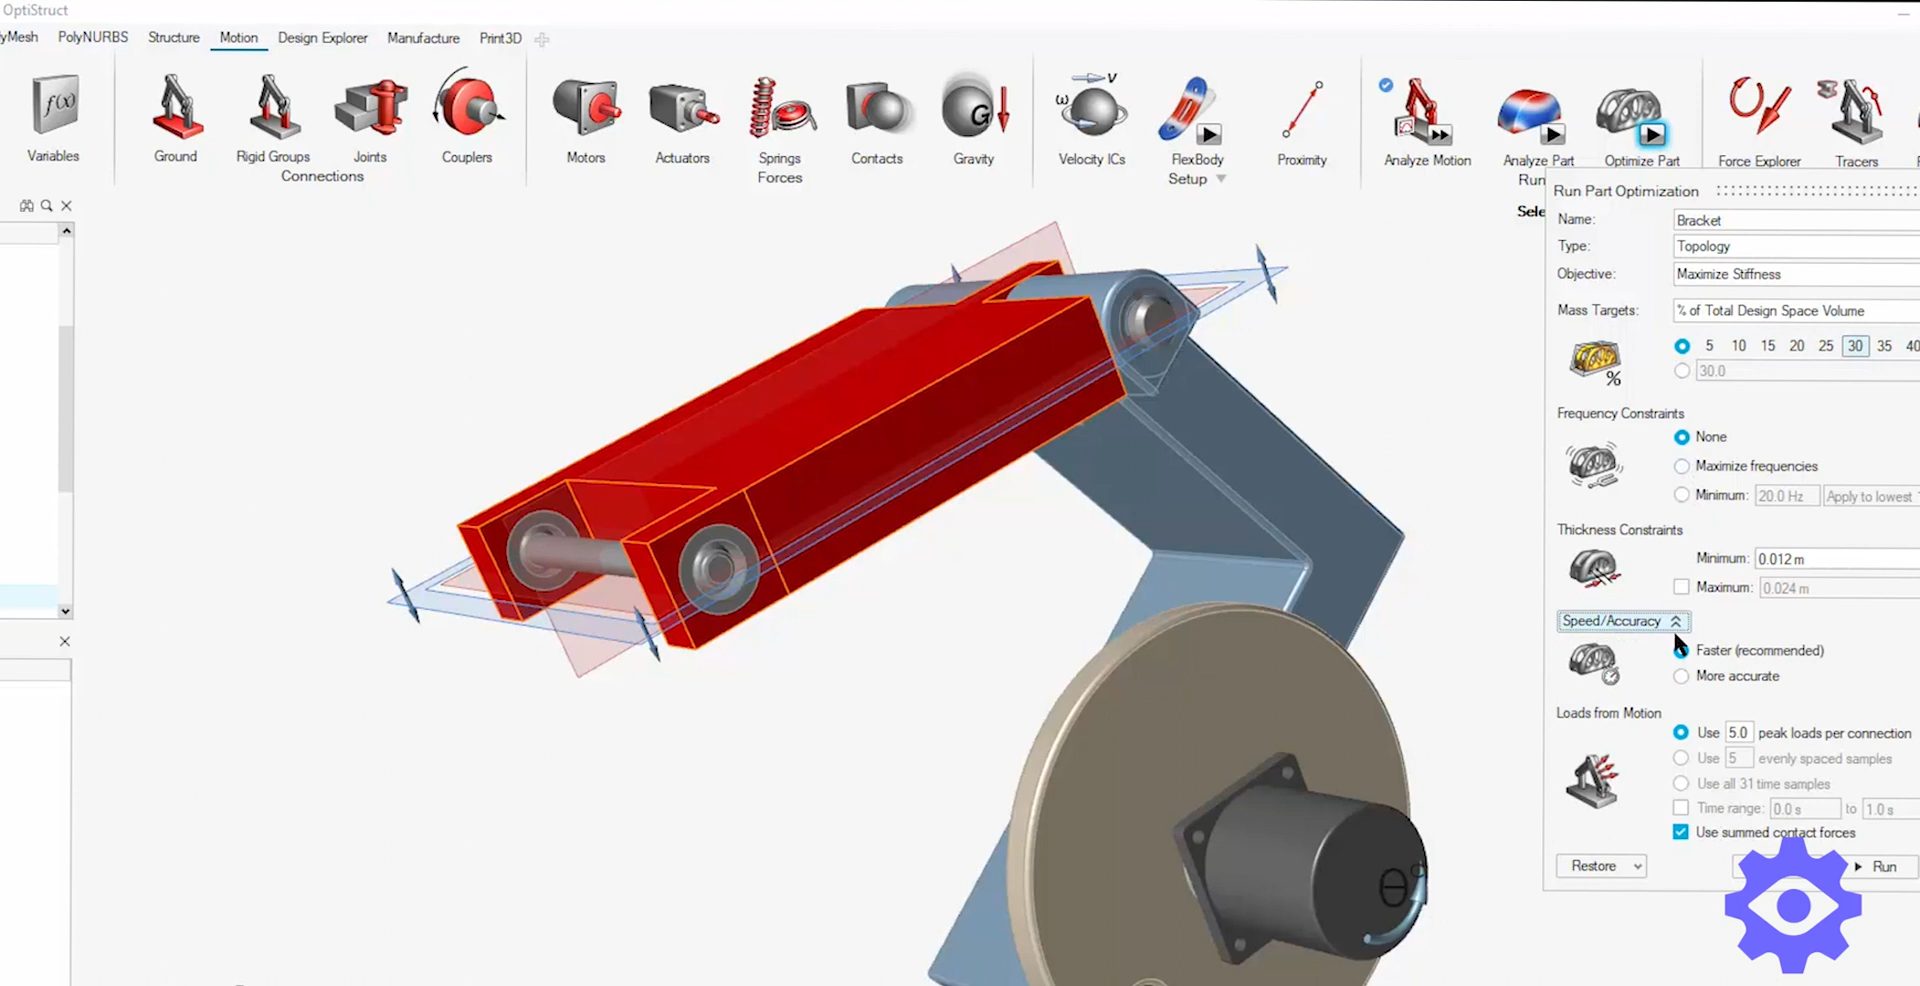 OptiStruct
yMesh PolyNURBS Structure Motion Design Explorer Manufacture Print3D
f(x) ω v G
Variables Ground Rigid Groups Joints Couplers Motors Actuators Springs Contacts Gravity Velocity ICs FlexBody Proximity Analyze Motion Analyze Part Optimize Part Force Explorer Tracers
Connections Forces Setup Run
Sele
Run Part Optimization
Name: Bracket
Type: Topology
Objective: Maximize Stiffness
Mass Targets: % of Total Design Space Volume
5 10 15 20 25 30 35 40
% 30.0
Frequency Constraints
None
Maximize frequencies
Minimum: 20.0 Hz Apply to lowest
Thickness Constraints
Minimum: 0.012 m
Maximum: 0.024 m
Speed/Accuracy
Faster (recommended)
More accurate
Loads from Motion
Use 5.0 peak loads per connection
Use 5 evenly spaced samples
Use all 31 time samples
Time range: 0.0 s to 1.0 s
Use summed contact forces
Restore Run
θ°